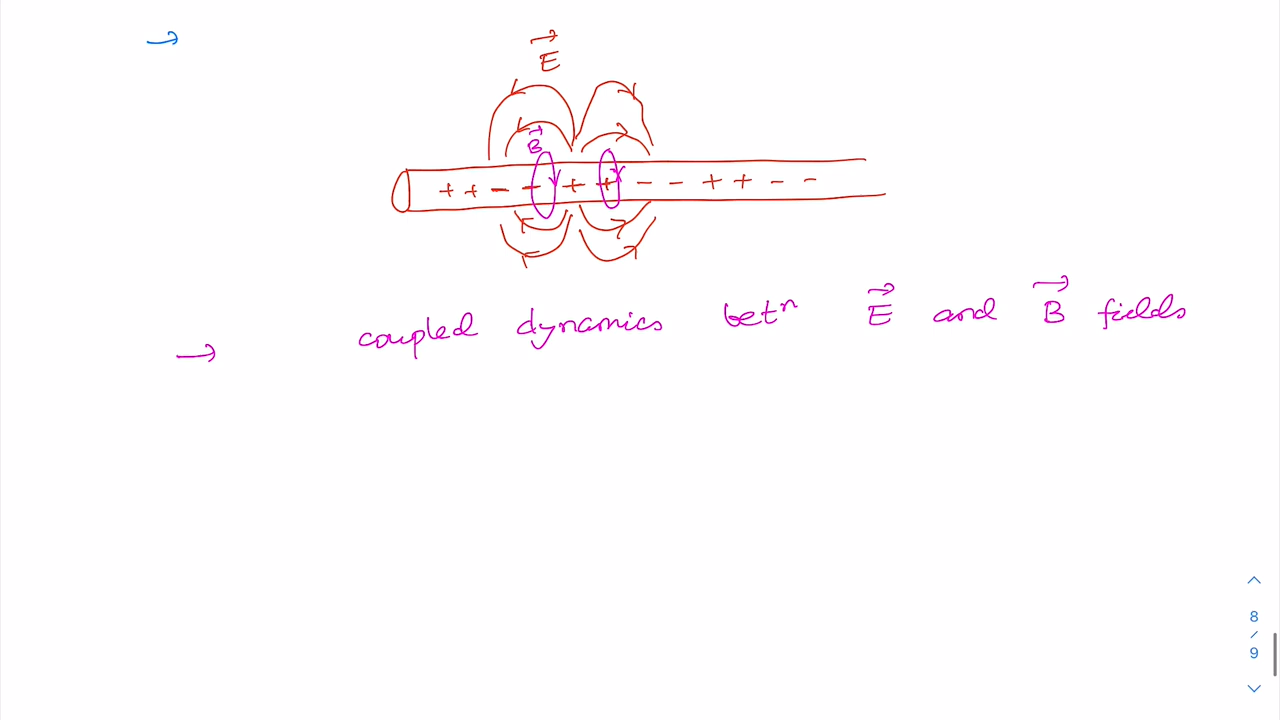 →
E⃗
B⃗
+ + − − + + − − + + − −
→ coupled dynamics betⁿ E⃗ and B⃗ fields
8
/
9